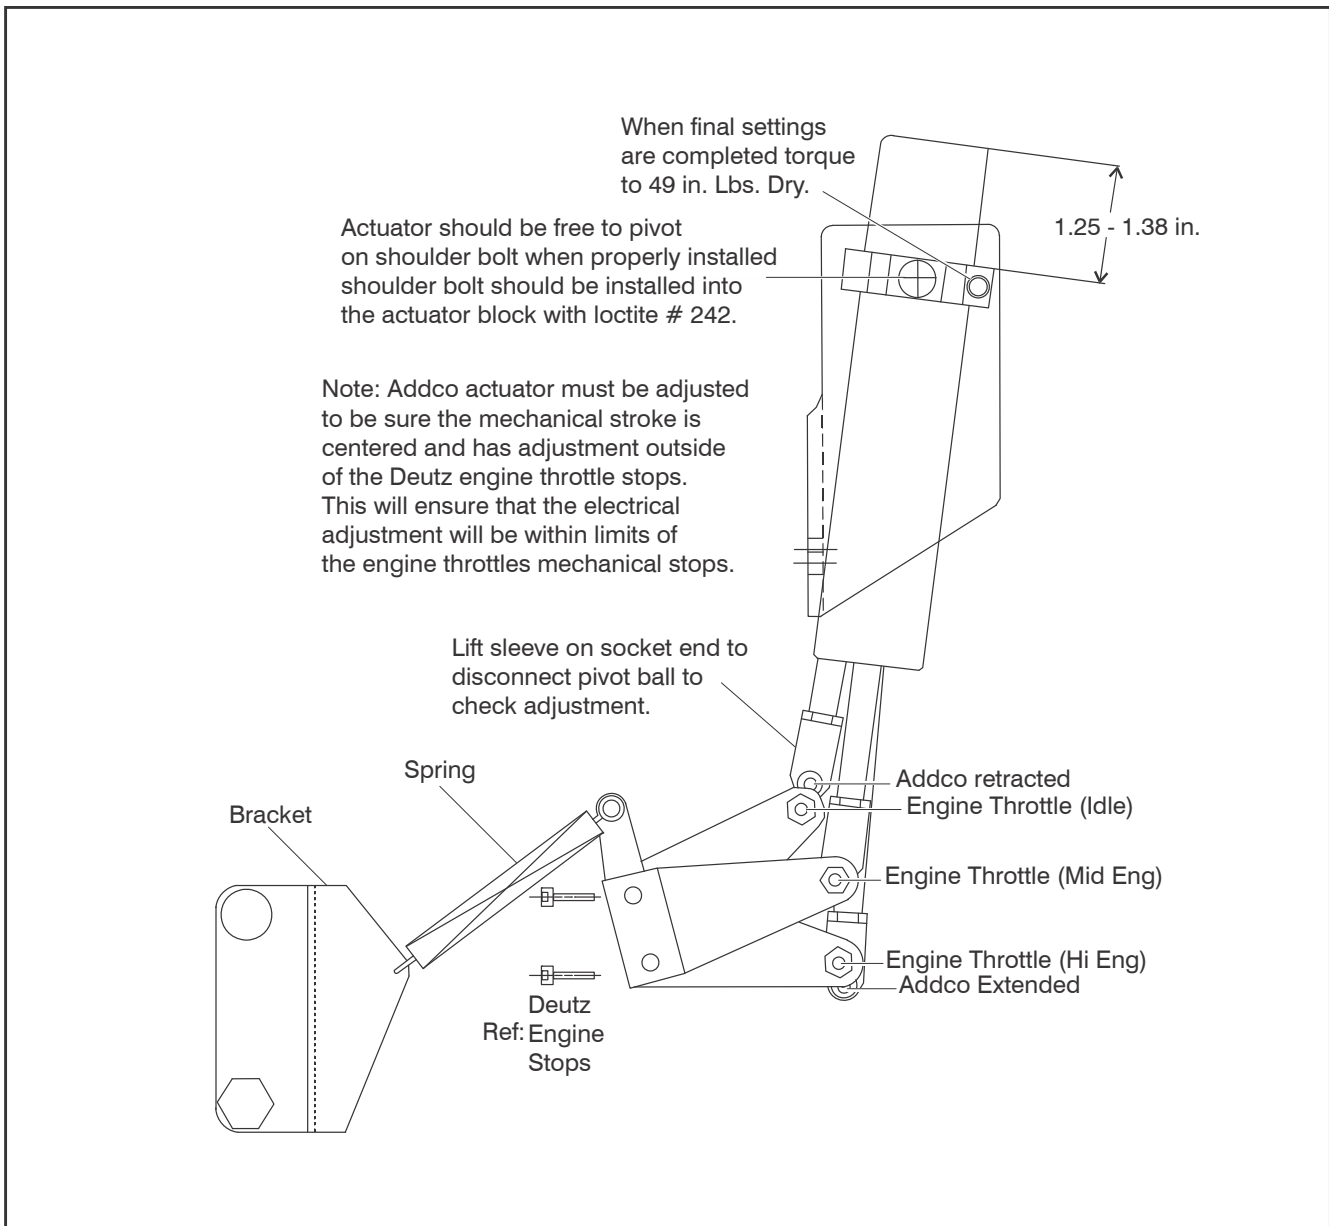 When final settings
are completed torque
to 49 in. Lbs. Dry.
1.25 - 1.38 in.
Actuator should be free to pivot
on shoulder bolt when properly installed
shoulder bolt should be installed into
the actuator block with loctite # 242.
Note: Addco actuator must be adjusted
to be sure the mechanical stroke is
centered and has adjustment outside
of the Deutz engine throttle stops.
This will ensure that the electrical
adjustment will be within limits of
the engine throttles mechanical stops.
Lift sleeve on socket end to
disconnect pivot ball to
check adjustment.
Spring
Bracket
Addco retracted
Engine Throttle (Idle)
Engine Throttle (Mid Eng)
Engine Throttle (Hi Eng)
Addco Extended
Deutz
Ref: Engine
Stops